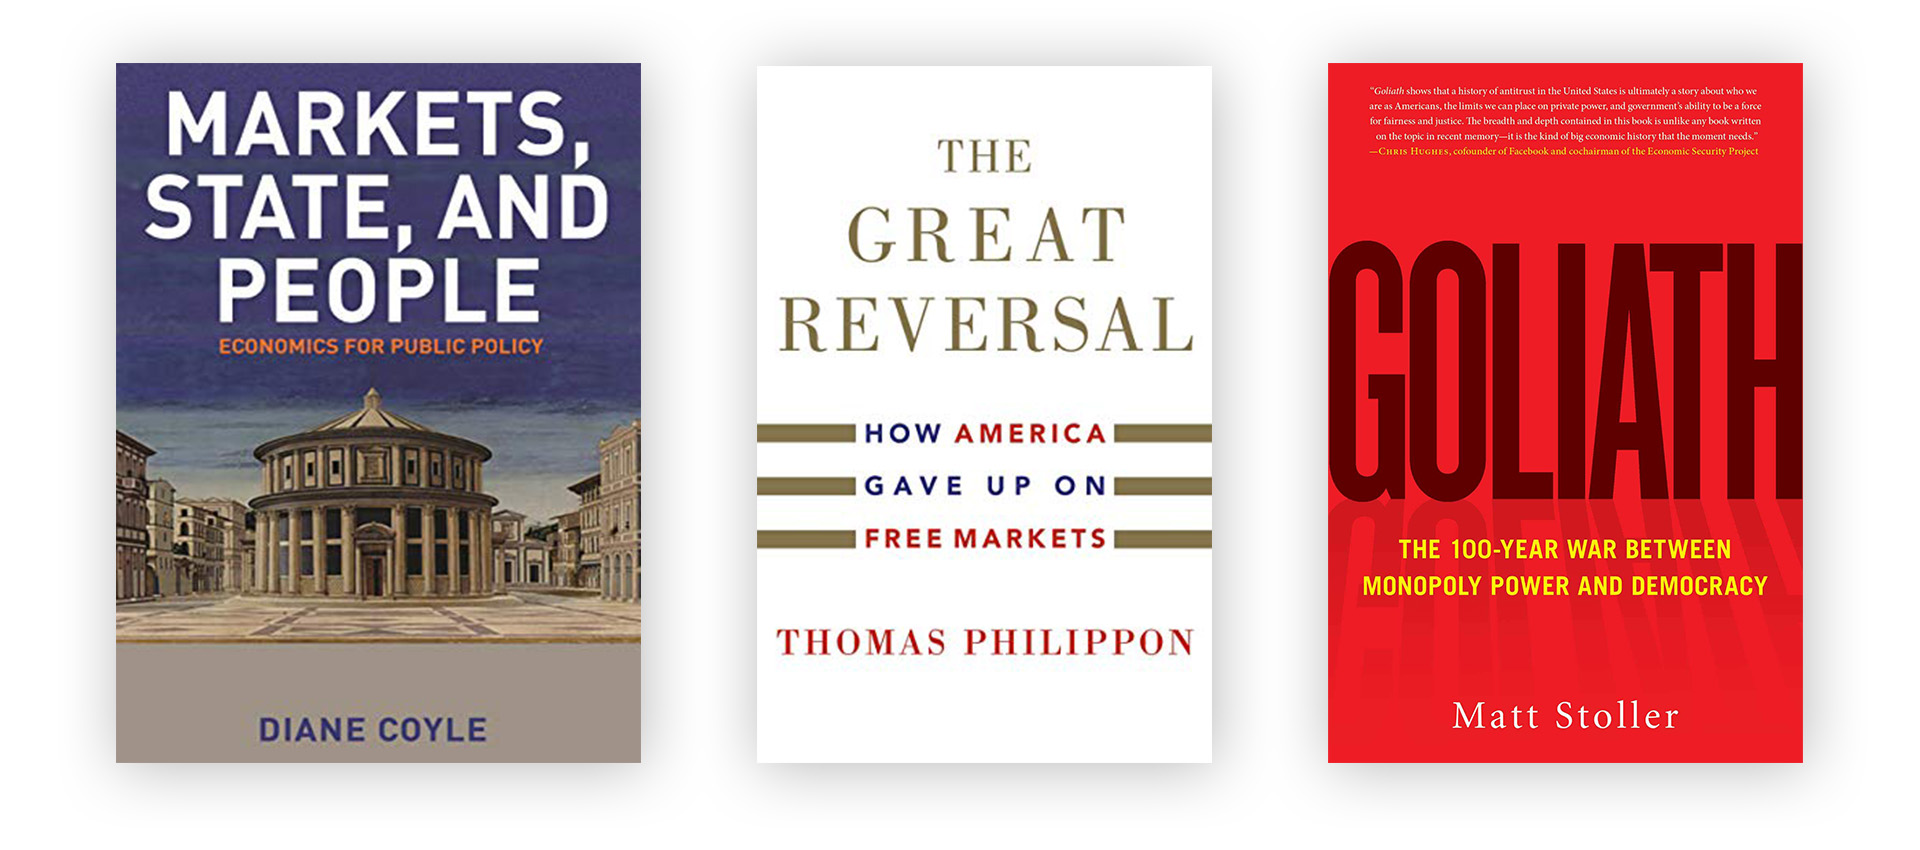 MARKETS,
STATE, AND
PEOPLE
ECONOMICS FOR PUBLIC POLICY
DIANE COYLE
THE
GREAT
REVERSAL
HOW AMERICA
GAVE UP ON
FREE MARKETS
THOMAS PHILIPPON
"Goliath shows that a history of antitrust in the United States is ultimately a story about who we
are as Americans, the limits we can place on private power, and government's ability to be a force
for fairness and justice. The breadth and depth contained in this book is unlike any book written
on the topic in recent memory—it is the kind of big economic history that the moment needs."
—CHRIS HUGHES, cofounder of Facebook and cochairman of the Economic Security Project
GOLIATH
THE 100-YEAR WAR BETWEEN
MONOPOLY POWER AND DEMOCRACY
Matt Stoller